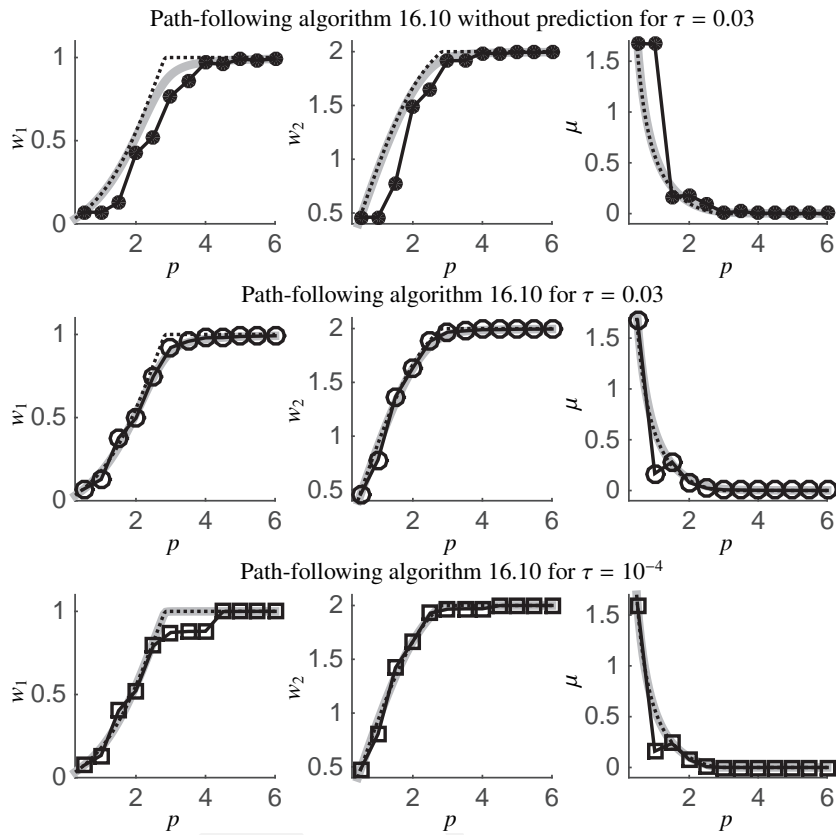 Path-following algorithm 16.10 without prediction for τ = 0.03
1
0.5
0
w₁
2 4 6
p
2
1.5
1
0.5
w₂
2 4 6
p
1.5
1
0.5
0
μ
2 4 6
p
Path-following algorithm 16.10 for τ = 0.03
1
0.5
0
w₁
2 4 6
p
2
1.5
1
0.5
w₂
2 4 6
p
1.5
1
0.5
0
μ
2 4 6
p
Path-following algorithm 16.10 for τ = 10⁻⁴
1
0.5
0
w₁
2 4 6
p
2
1.5
1
0.5
w₂
2 4 6
p
1.5
1
0.5
0
μ
2 4 6
p